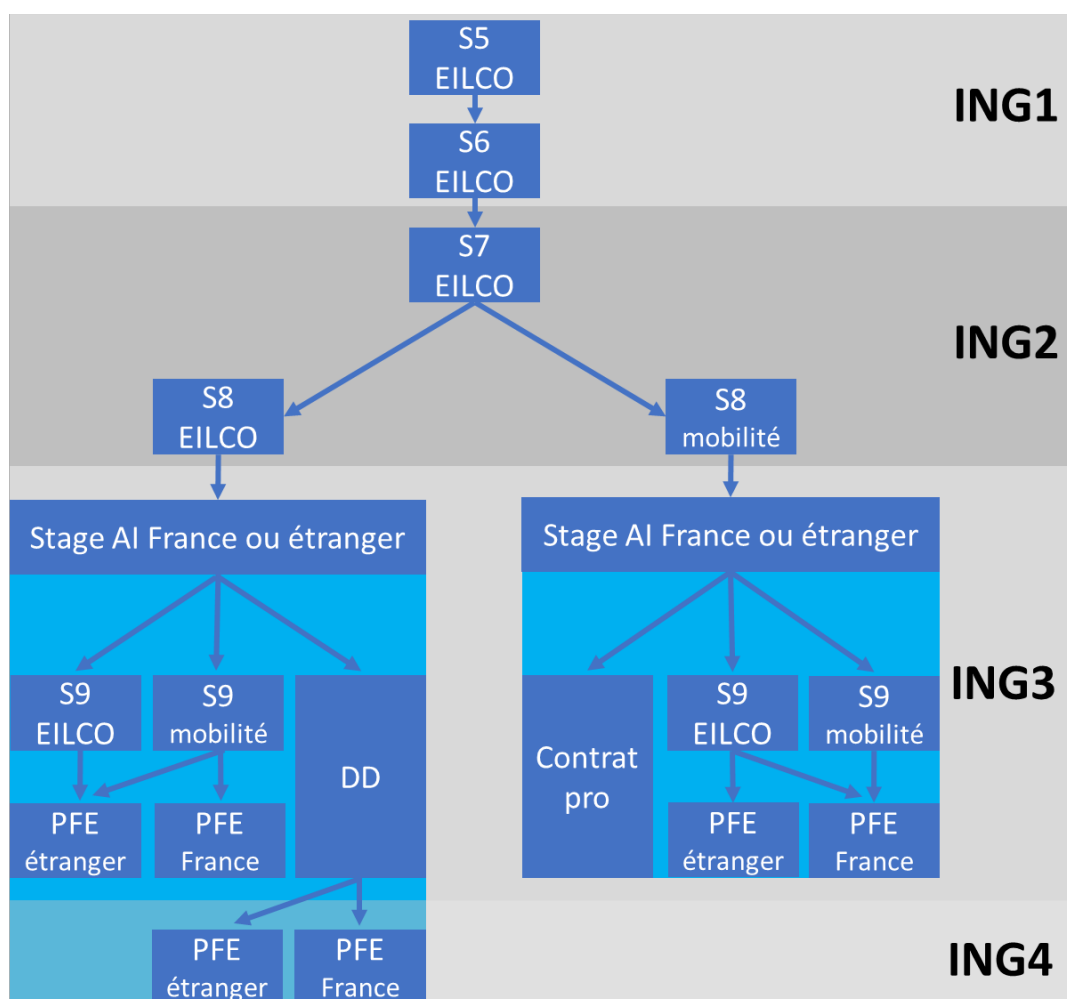 S5
EILCO
ING1
S6
EILCO
S7
EILCO
ING2
S8
EILCO
S8
mobilité
Stage AI France ou étranger
Stage AI France ou étranger
ING3
S9
EILCO
S9
mobilité
DD
Contrat
pro
S9
EILCO
S9
mobilité
PFE
étranger
PFE
France
PFE
étranger
PFE
France
PFE
étranger
PFE
France
ING4